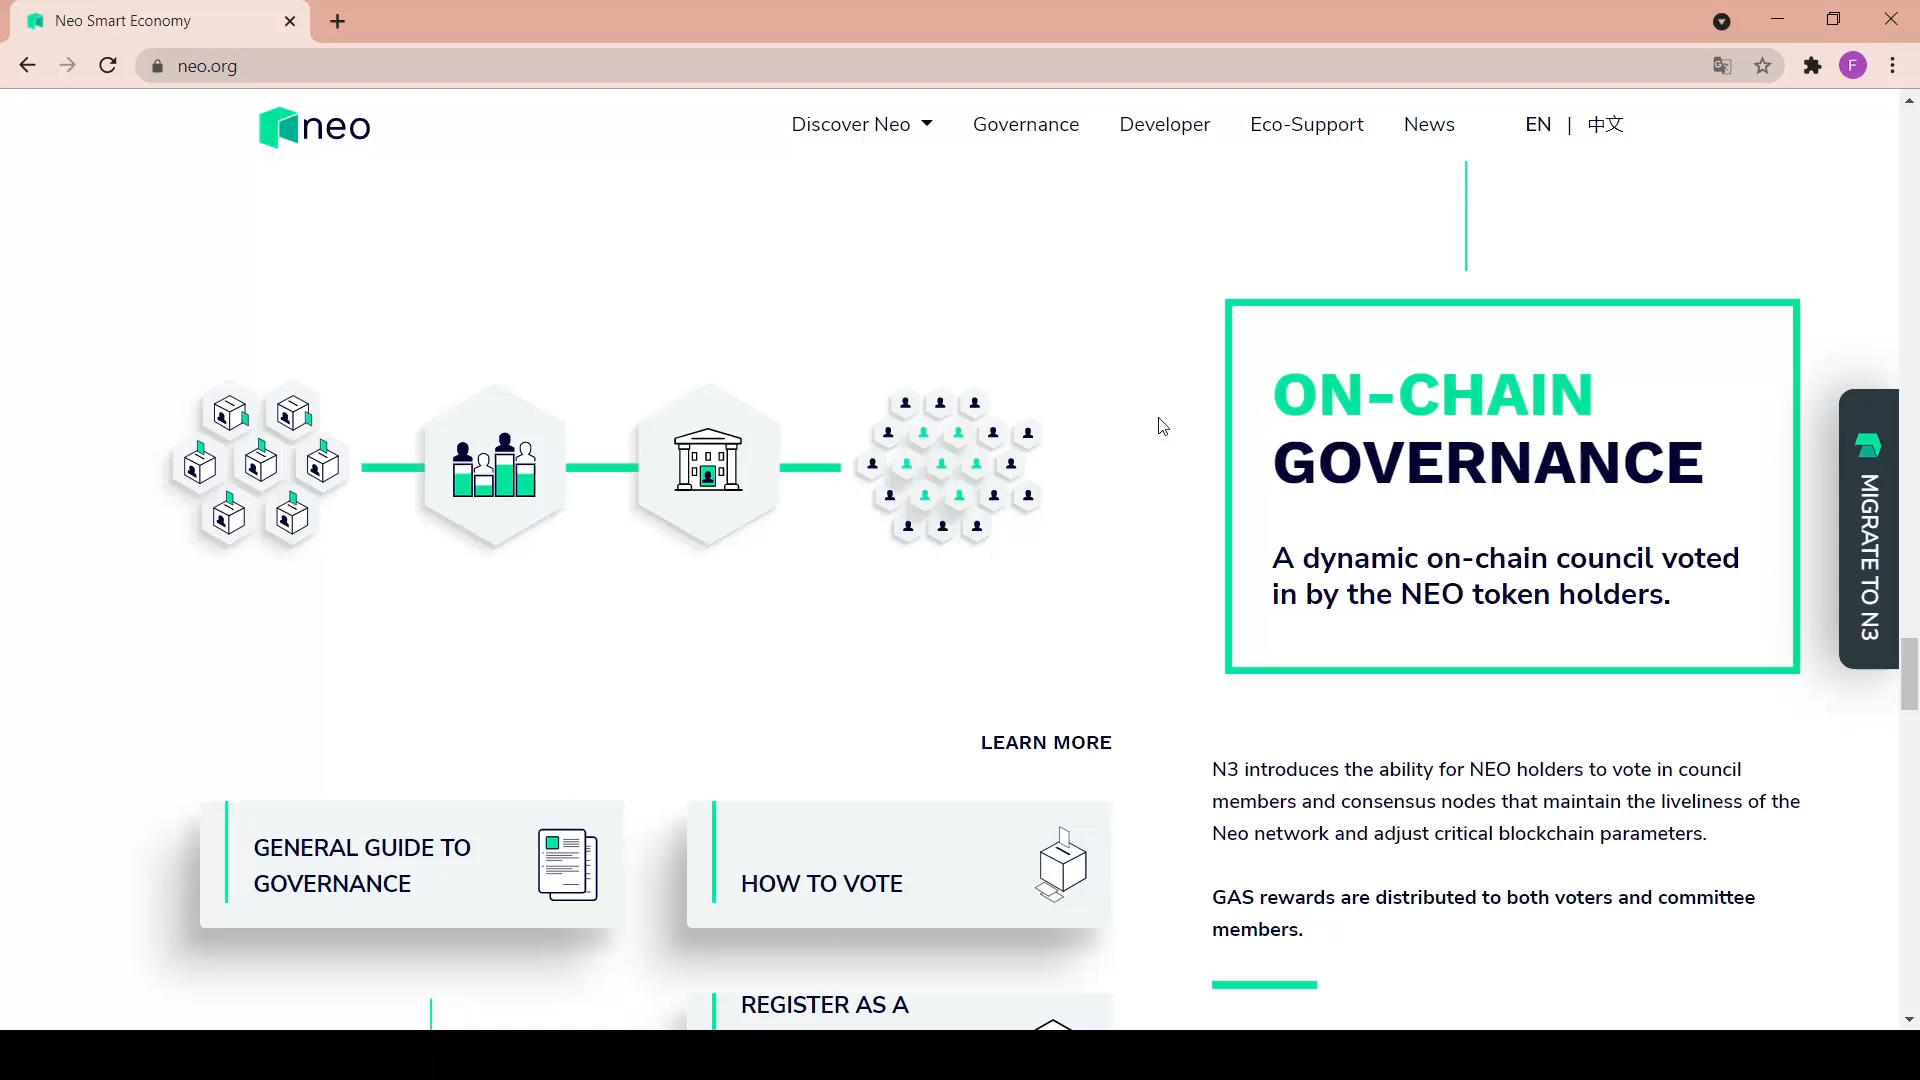 Neo Smart Economy
neo.org
F
neo
Discover Neo
Governance
Developer
Eco-Support
News
EN | 中文
ON-CHAIN
GOVERNANCE
A dynamic on-chain council voted
in by the NEO token holders.
MIGRATE TO N3
LEARN MORE
GENERAL GUIDE TO
GOVERNANCE
HOW TO VOTE
REGISTER AS A
N3 introduces the ability for NEO holders to vote in council
members and consensus nodes that maintain the liveliness of the
Neo network and adjust critical blockchain parameters.
GAS rewards are distributed to both voters and committee
members.